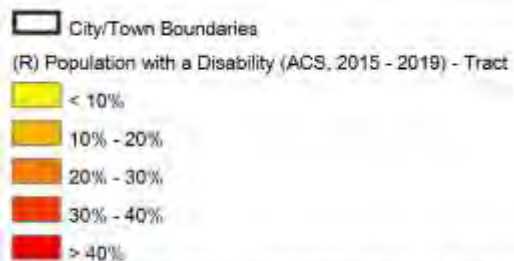 City/Town Boundaries
(R) Population with a Disability (ACS, 2015 - 2019) - Tract
< 10%
10% - 20%
20% - 30%
30% - 40%
> 40%